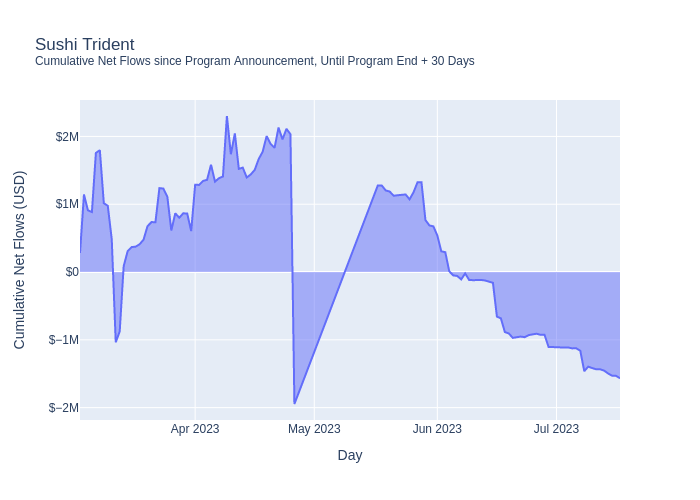 Sushi Trident
Cumulative Net Flows since Program Announcement, Until Program End + 30 Days
Cumulative Net Flows (USD)
$2M
$1M
$0
$−1M
$−2M
Apr 2023
May 2023
Jun 2023
Jul 2023
Day